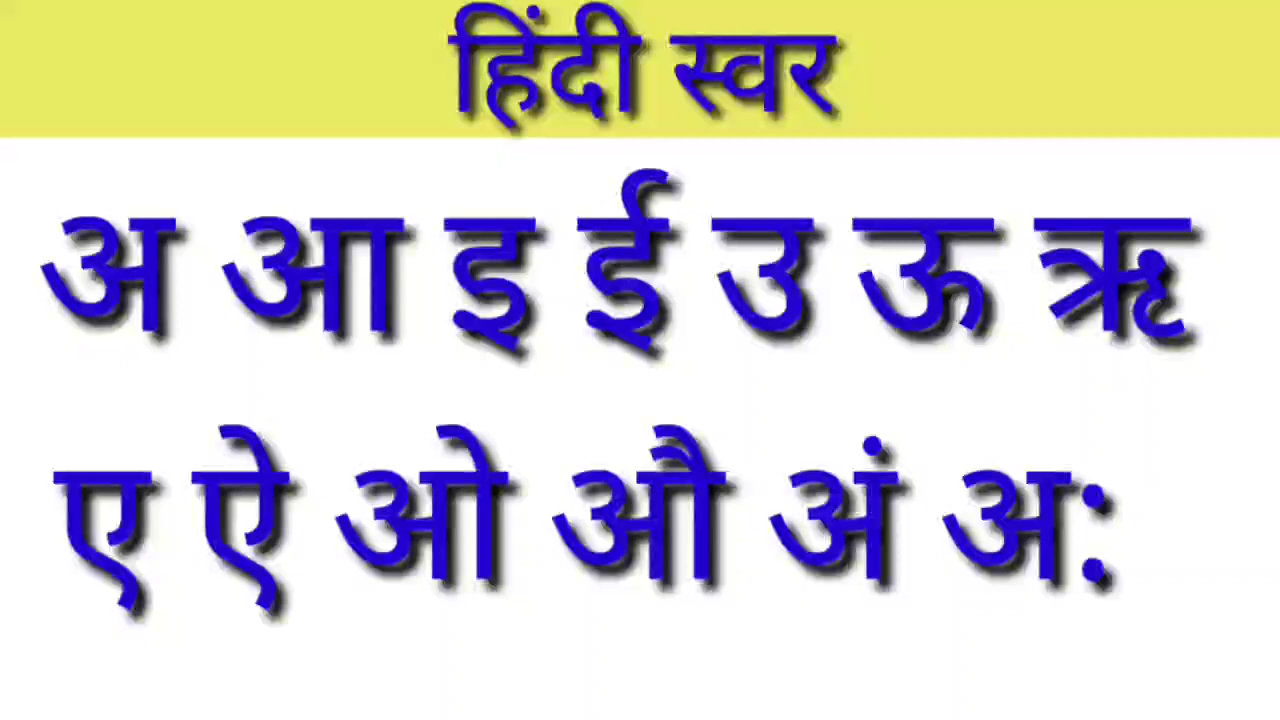 हिंदी स्वर
अ आ इ ई उ ऊ ऋ
ए ऐ ओ औ अं अ: